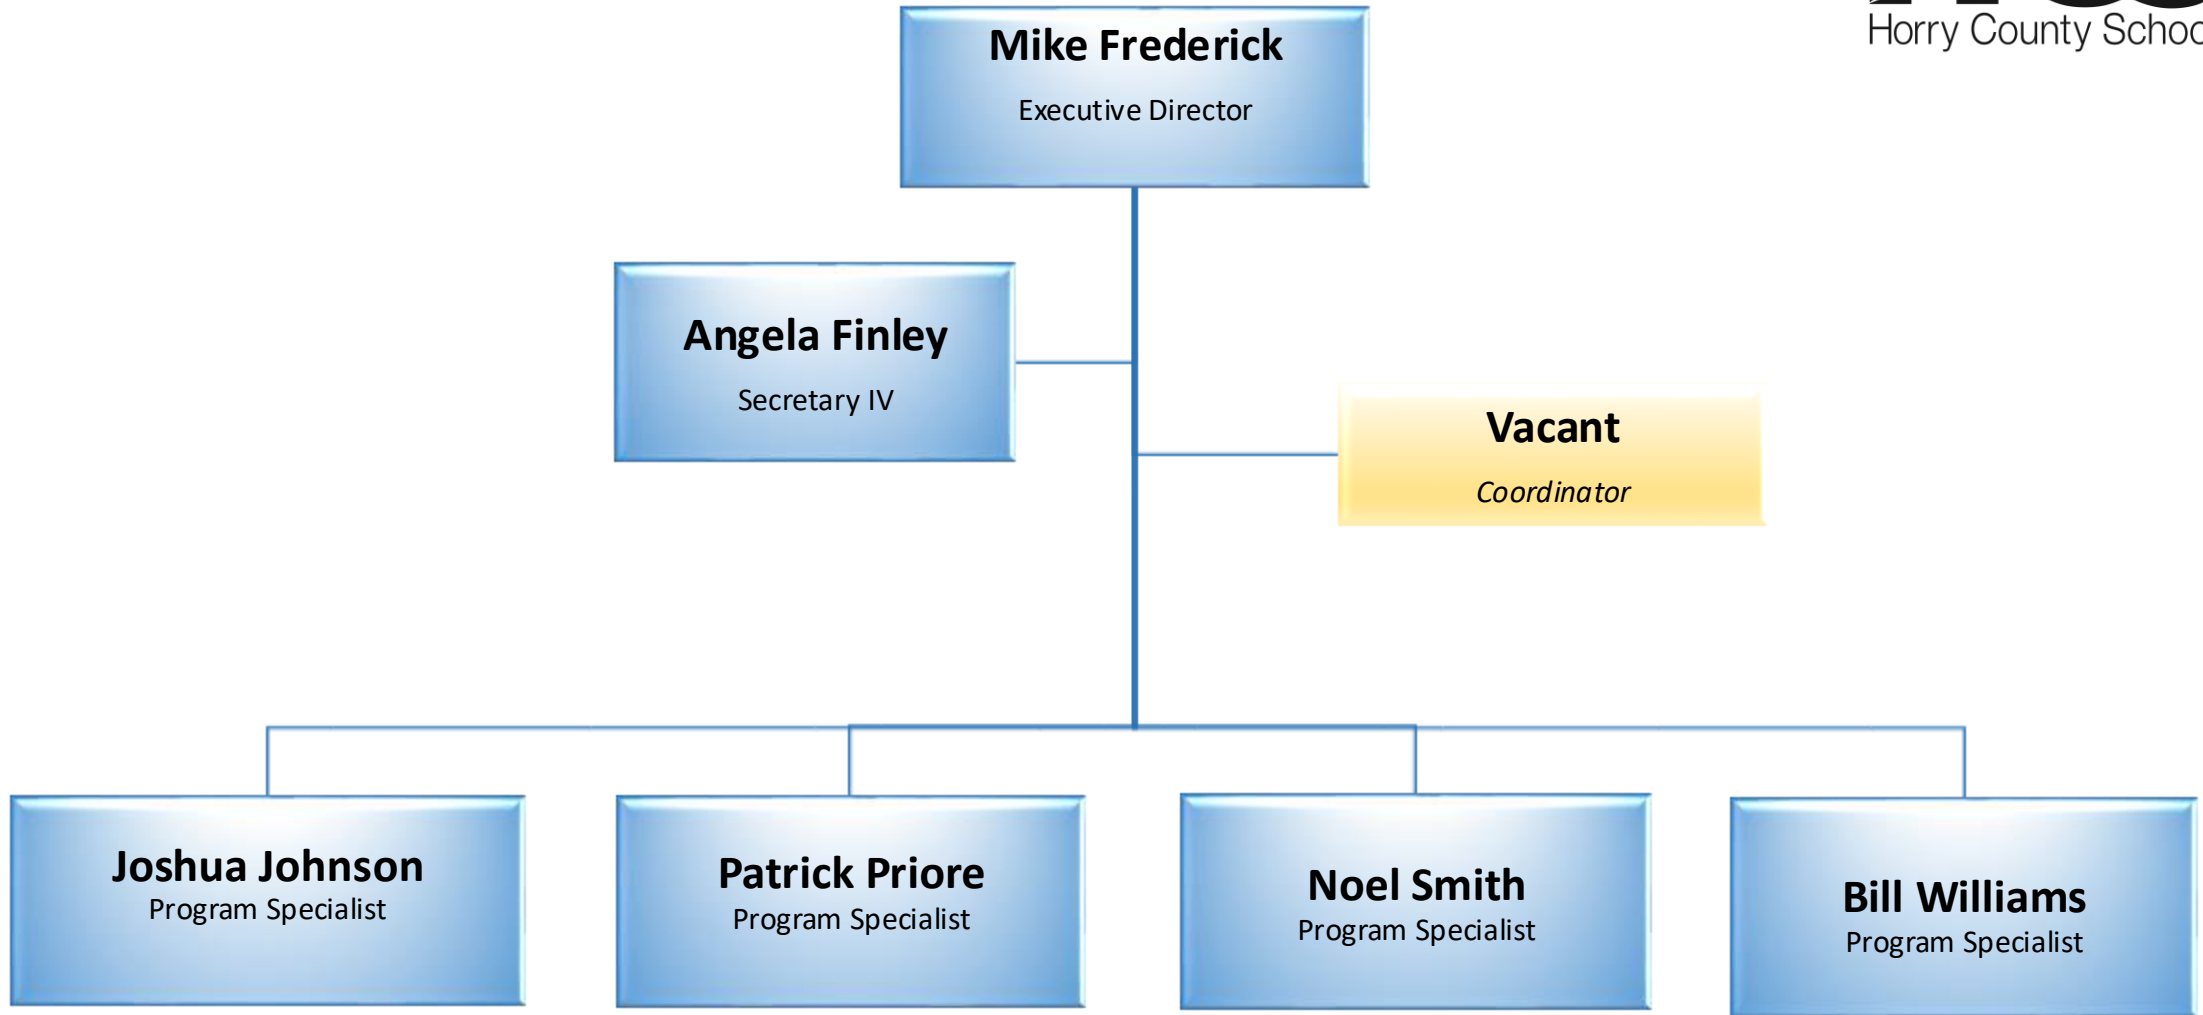 Horry County Schoo
Mike Frederick
Executive Director
Angela Finley
Secretary IV
Vacant
Coordinator
Joshua Johnson
Program Specialist
Patrick Priore
Program Specialist
Noel Smith
Program Specialist
Bill Williams
Program Specialist